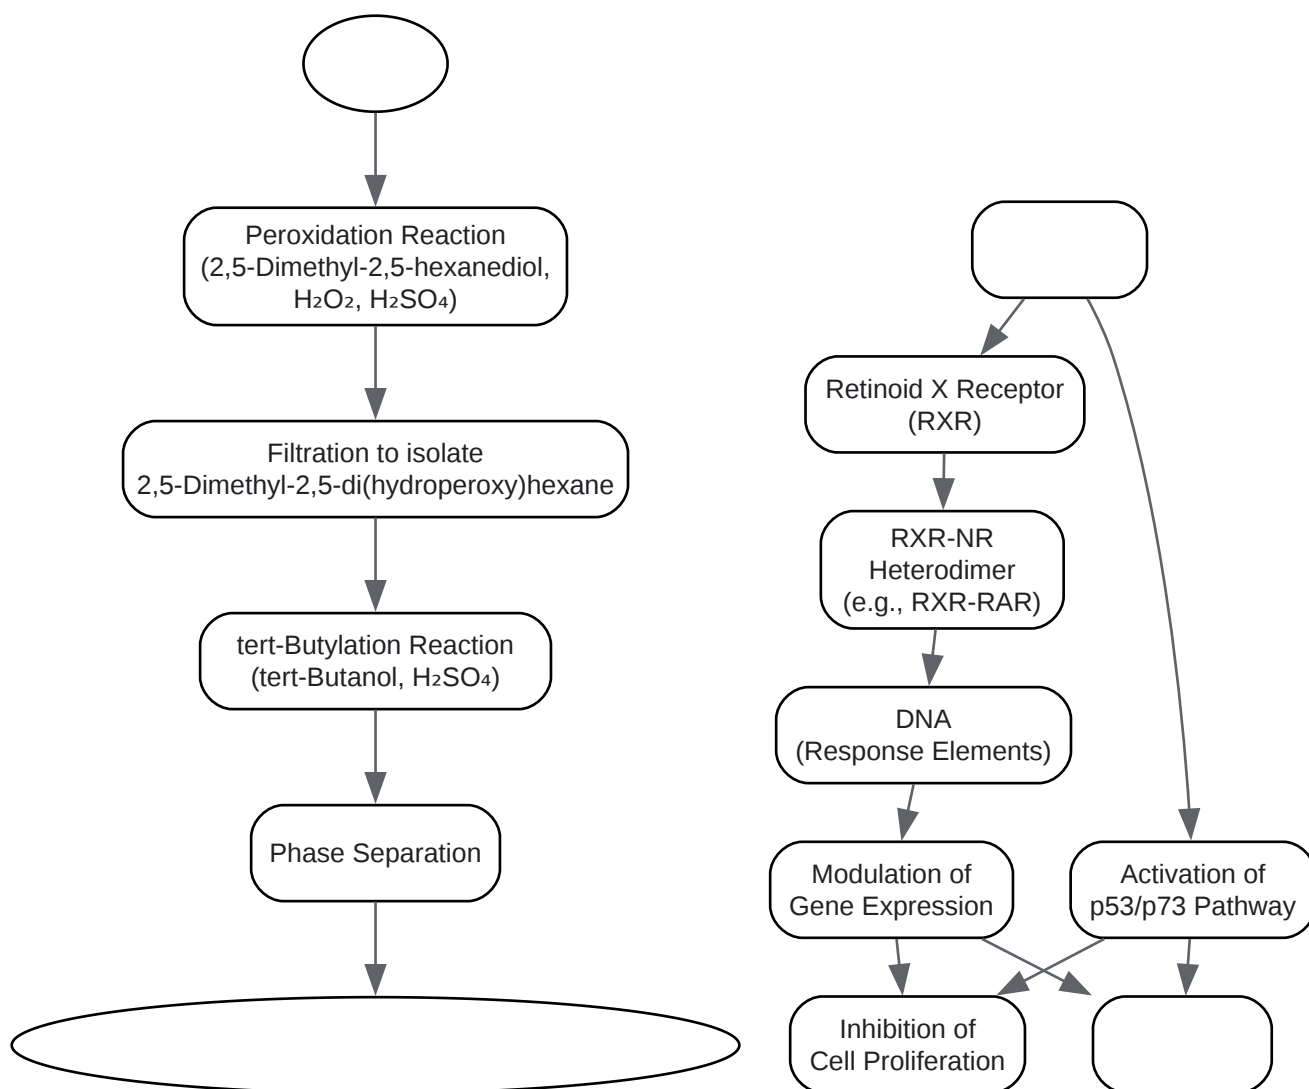 Peroxidation Reaction
(2,5-Dimethyl-2,5-hexanediol,
H₂O₂, H₂SO₄)
Filtration to isolate
2,5-Dimethyl-2,5-di(hydroperoxy)hexane
tert-Butylation Reaction
(tert-Butanol, H₂SO₄)
Phase Separation
Retinoid X Receptor
(RXR)
RXR-NR
Heterodimer
(e.g., RXR-RAR)
DNA
(Response Elements)
Modulation of
Gene Expression
Activation of
p53/p73 Pathway
Inhibition of
Cell Proliferation